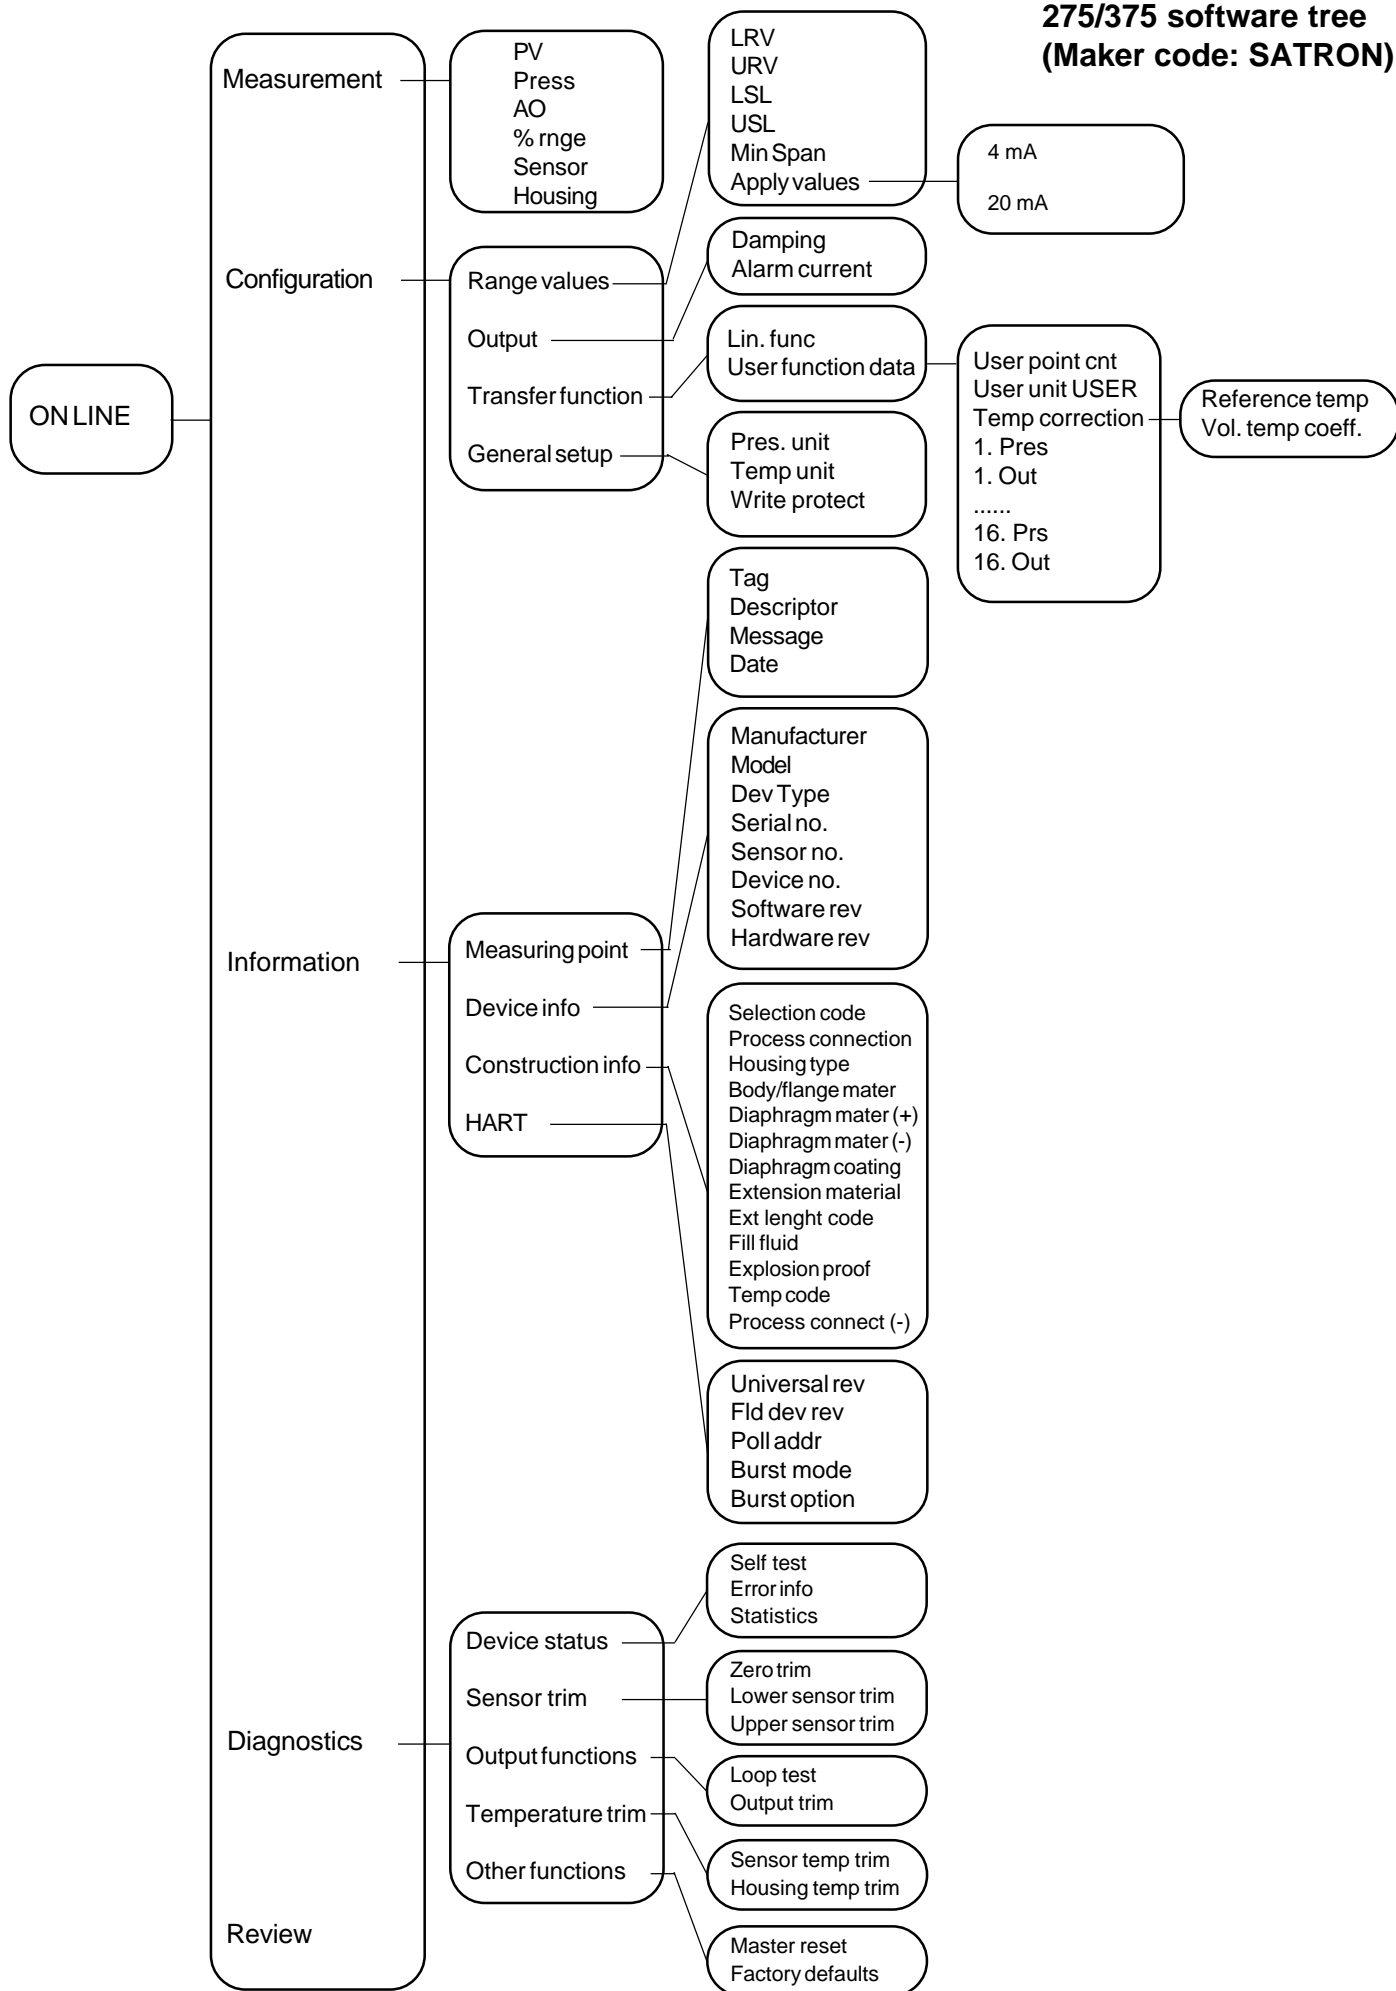 275/375 software tree
(Maker code: SATRON)
ON LINE
Measurement
Configuration
Information
Diagnostics
Review
PV
Press
AO
% rnge
Sensor
Housing
Range values
Output
Transfer function
General setup
LRV
URV
LSL
USL
Min Span
Apply values
4 mA
20 mA
Damping
Alarm current
Lin. func
User function data
User point cnt
User unit USER
Temp correction
1. Pres
1. Out
......
16. Prs
16. Out
Reference temp
Vol. temp coeff.
Pres. unit
Temp unit
Write protect
Measuring point
Device info
Construction info
HART
Tag
Descriptor
Message
Date
Manufacturer
Model
Dev Type
Serial no.
Sensor no.
Device no.
Software rev
Hardware rev
Selection code
Process connection
Housing type
Body/flange mater
Diaphragm mater (+)
Diaphragm mater (-)
Diaphragm coating
Extension material
Ext lenght code
Fill fluid
Explosion proof
Temp code
Process connect (-)
Universal rev
Fld dev rev
Poll addr
Burst mode
Burst option
Device status
Sensor trim
Output functions
Temperature trim
Other functions
Self test
Error info
Statistics
Zero trim
Lower sensor trim
Upper sensor trim
Loop test
Output trim
Sensor temp trim
Housing temp trim
Master reset
Factory defaults